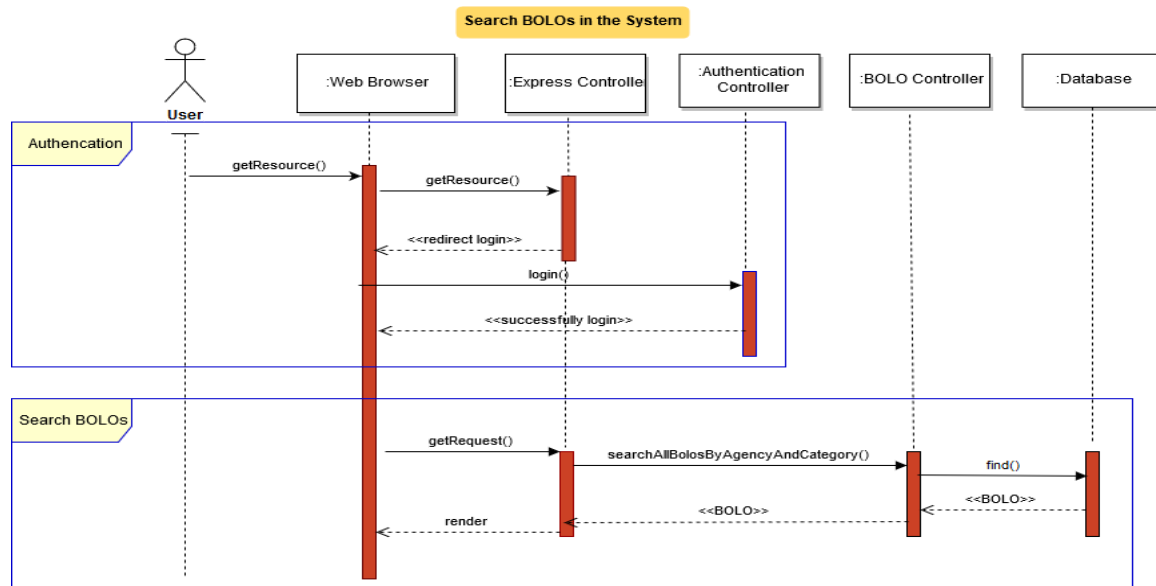 Search BOLOs in the System
User
:Web Browser
:Express Controller
:Authentication
Controller
:BOLO Controller
:Database
Authencation
getResource()
getResource()
<<redirect login>>
login()
<<successfully login>>
Search BOLOs
getRequest()
searchAllBolosByAgencyAndCategory()
find()
<<BOLO>>
<<BOLO>>
render